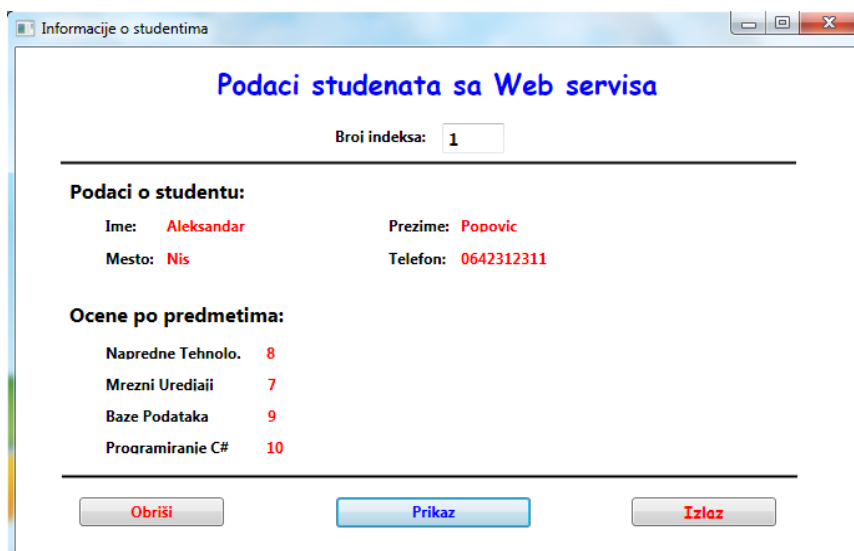 Informacije o studentima
Podaci studenata sa Web servisa
Broj indeksa: 1
Podaci o studentu:
Ime: Aleksandar Prezime: Popovic
Mesto: Nis Telefon: 0642312311
Ocene po predmetima:
Napredne Tehnolo. 8
Mrezni Uredjaji 7
Baze Podataka 9
Programiranje C# 10
Obriši Prikaz Izlaz